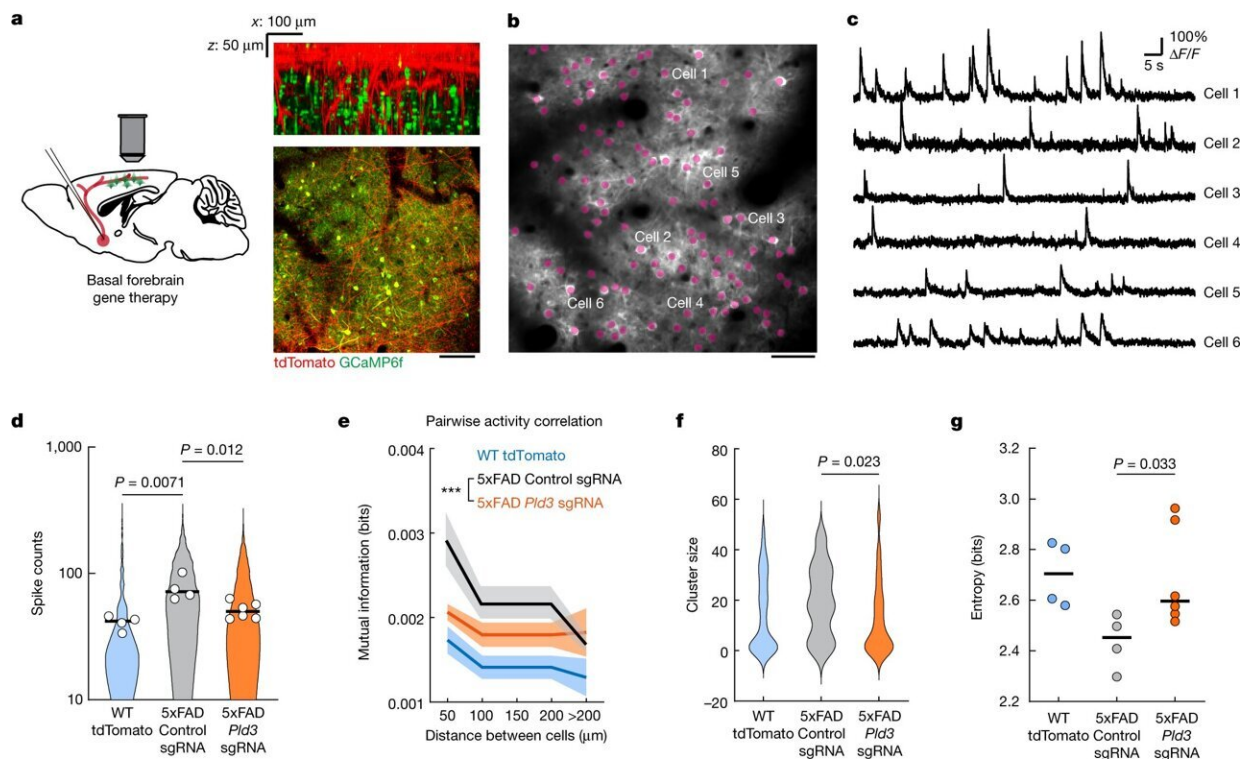 a
x: 100 μm
z: 50 μm
Basal forebrain
gene therapy
tdTomato GCaMP6f
b
Cell 1
Cell 5
Cell 3
Cell 2
Cell 6
Cell 4
c
100%
ΔF/F
5 s
Cell 1
Cell 2
Cell 3
Cell 4
Cell 5
Cell 6
d
1,000
100
10
Spike counts
P = 0.012
P = 0.0071
WT
tdTomato
5xFAD
Control
sgRNA
5xFAD
Pld3
sgRNA
e
Pairwise activity correlation
0.004
0.003
0.002
0.001
Mutual information (bits)
WT tdTomato
5xFAD Control sgRNA
***
5xFAD Pld3 sgRNA
50 100 150 200 >200
Distance between cells (μm)
f
80
60
40
20
0
−20
Cluster size
P = 0.023
WT
tdTomato
5xFAD
Control
sgRNA
5xFAD
Pld3
sgRNA
g
3.2
3.0
2.8
2.6
2.4
2.2
Entropy (bits)
P = 0.033
WT
tdTomato
5xFAD
Control
sgRNA
5xFAD
Pld3
sgRNA